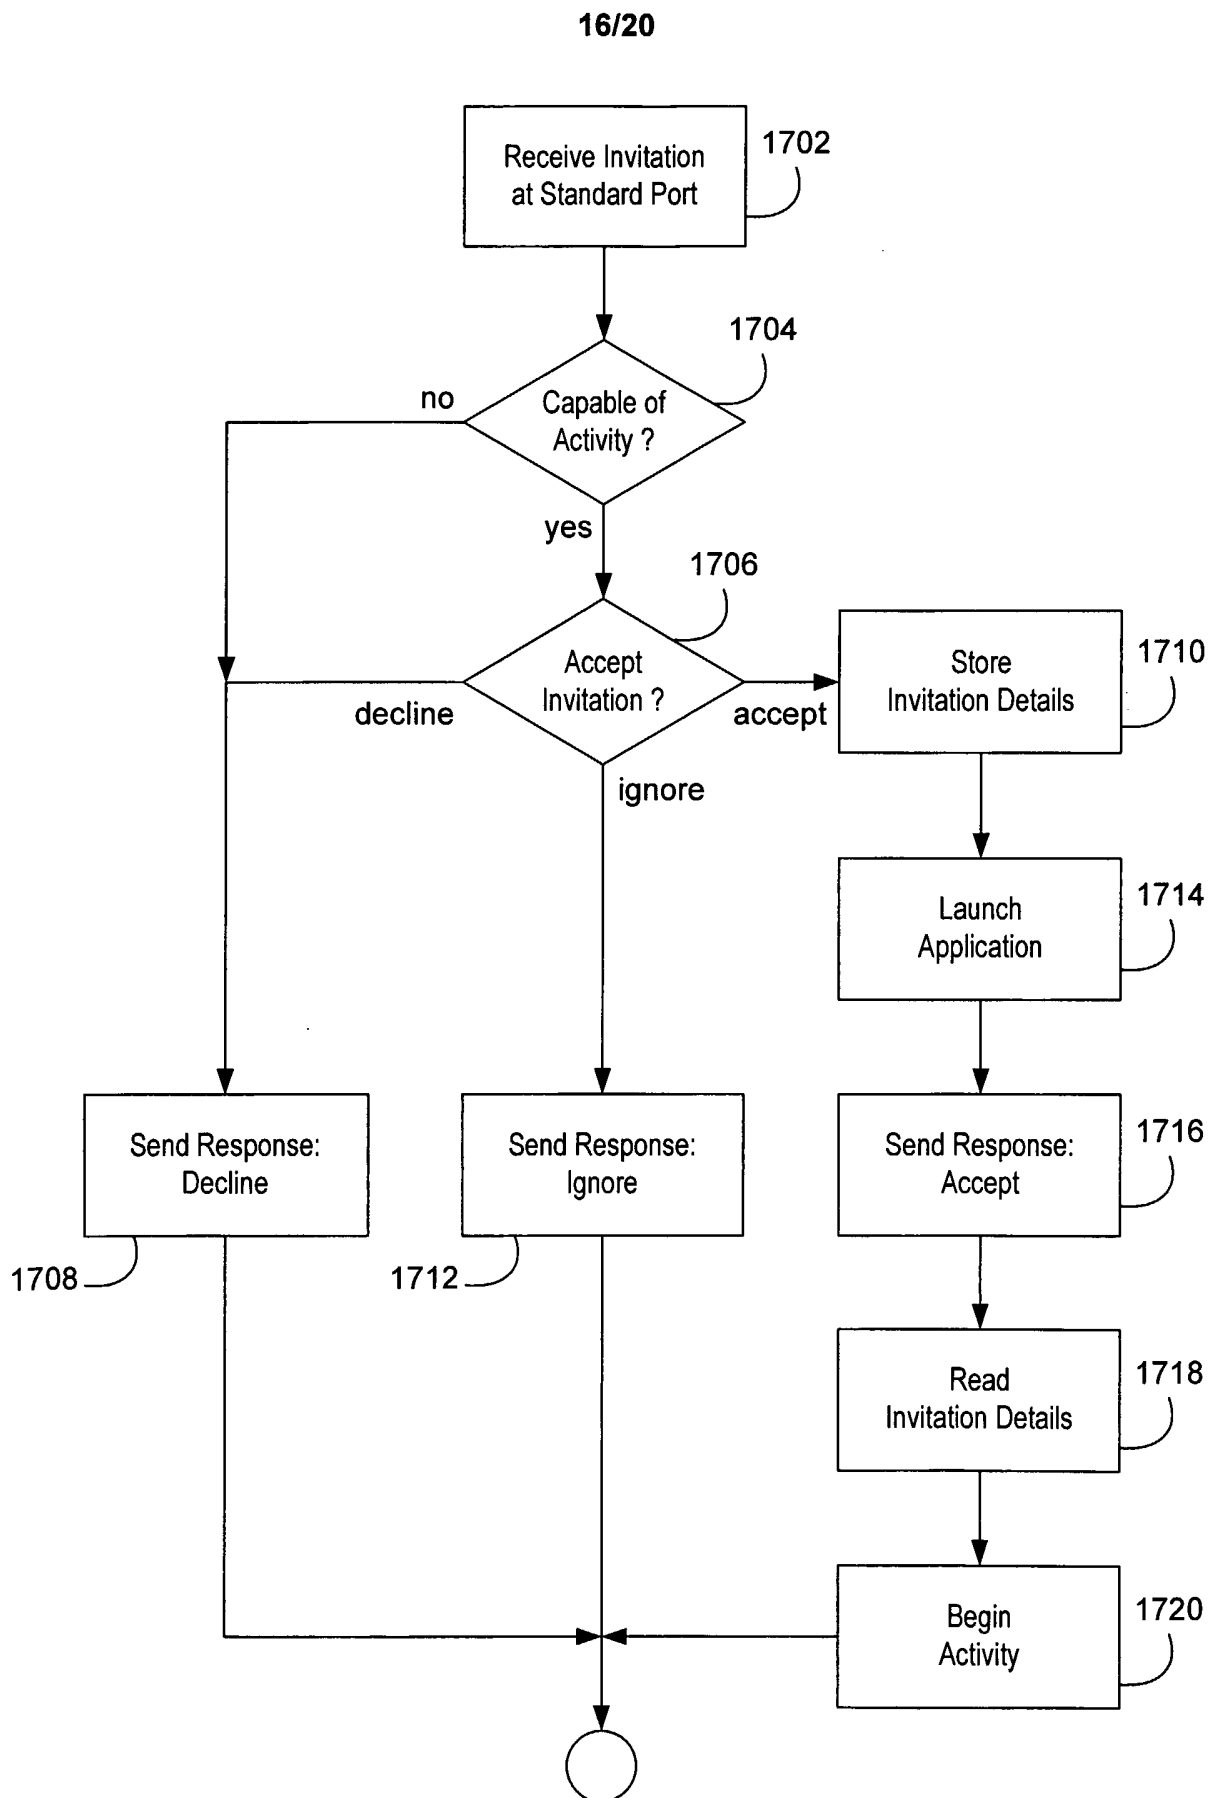 16/20
Receive Invitation
at Standard Port
1702
1704
Capable of
Activity ?
no
yes
1706
Accept
Invitation ?
decline
accept
ignore
Store
Invitation Details
1710
Launch
Application
1714
Send Response:
Decline
1708
Send Response:
Ignore
1712
Send Response:
Accept
1716
Read
Invitation Details
1718
Begin
Activity
1720